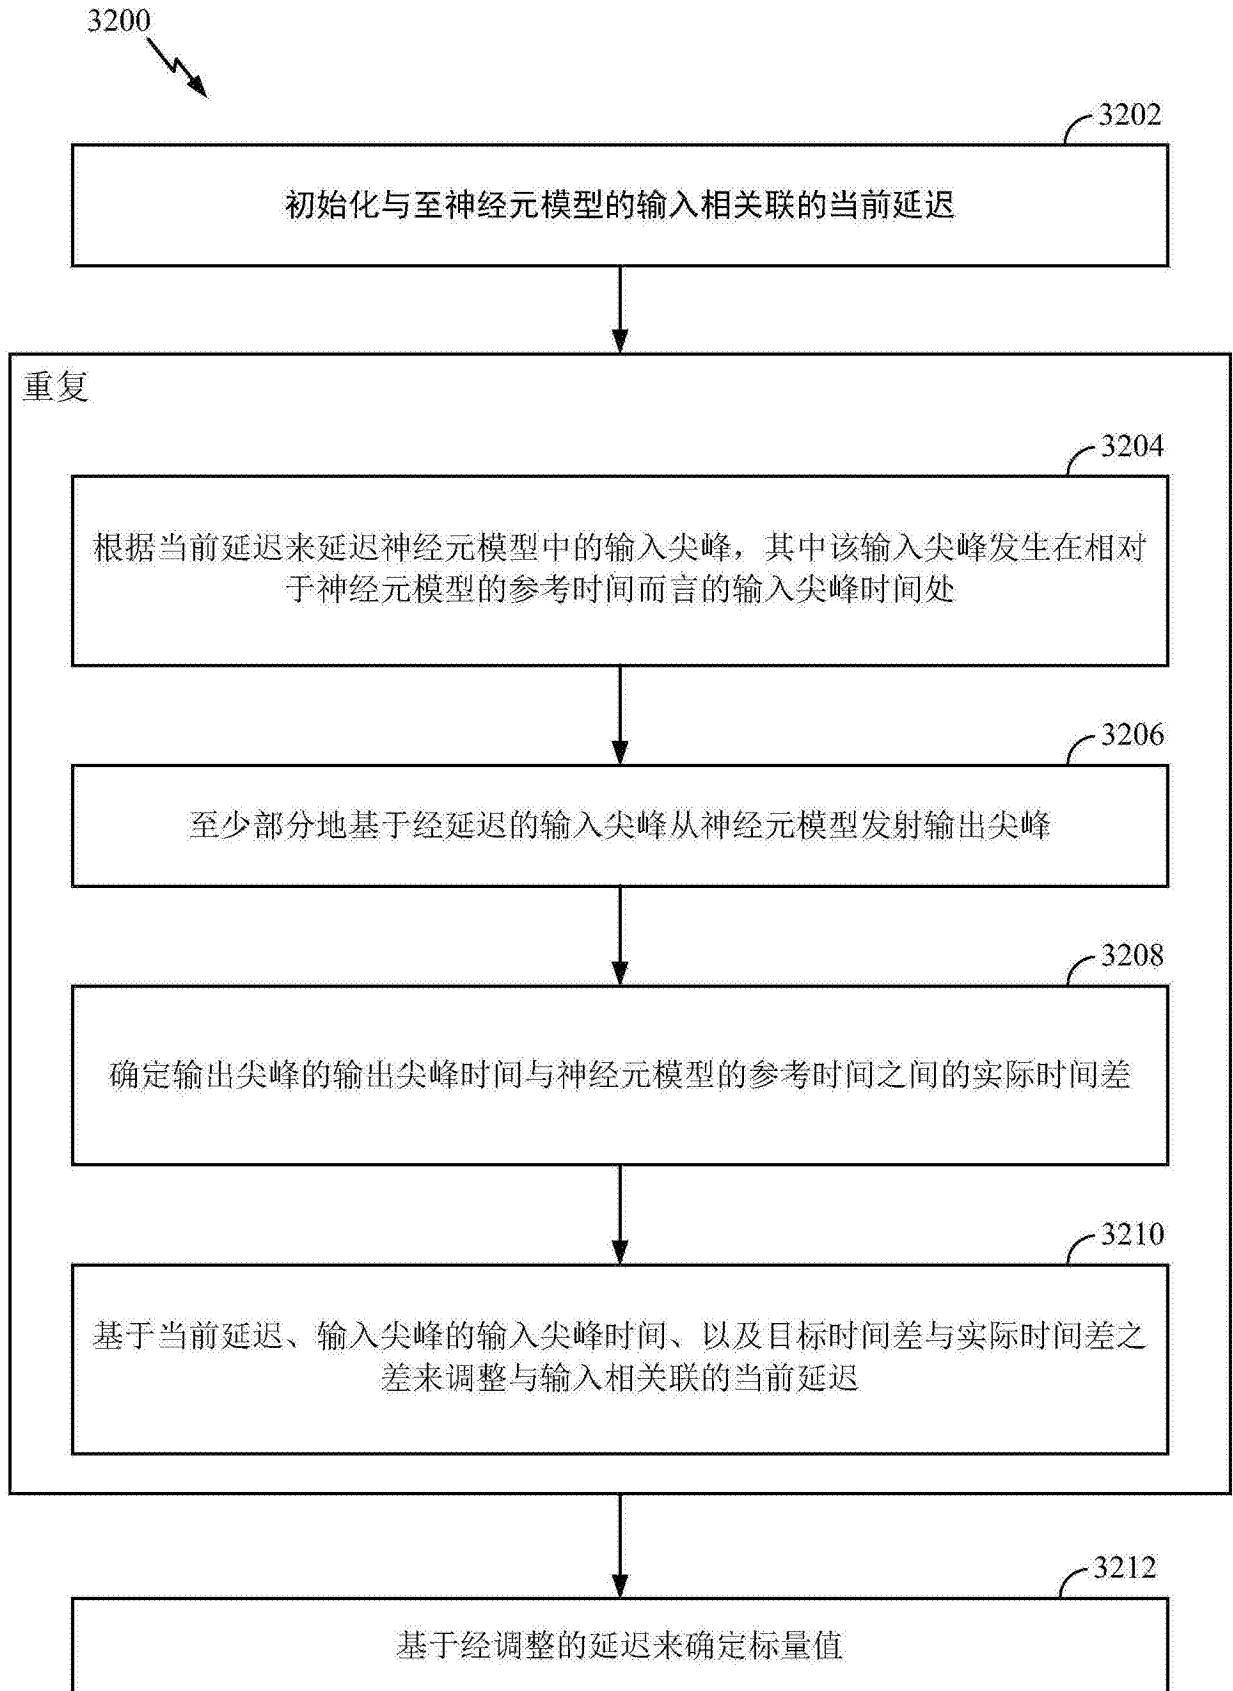 3200
3202
初始化与至神经元模型的输入相关联的当前延迟
重复
3204
根据当前延迟来延迟神经元模型中的输入尖峰，其中该输入尖峰发生在相对
于神经元模型的参考时间而言的输入尖峰时间处
3206
至少部分地基于经延迟的输入尖峰从神经元模型发射输出尖峰
3208
确定输出尖峰的输出尖峰时间与神经元模型的参考时间之间的实际时间差
3210
基于当前延迟、输入尖峰的输入尖峰时间、以及目标时间差与实际时间差之
差来调整与输入相关联的当前延迟
3212
基于经调整的延迟来确定标量值